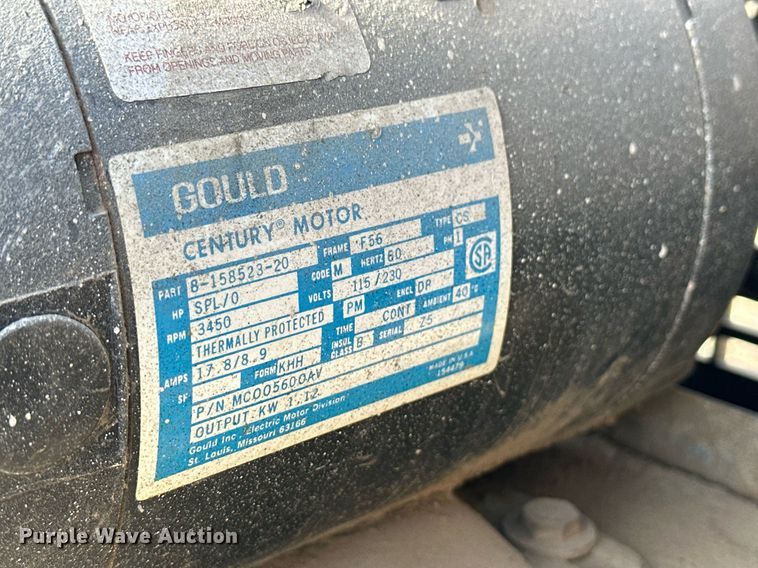 KEEP FINGERS AND FOREIGN OBJECTS AWAY
FROM OPENINGS AND MOVING PARTS
GOULD
CENTURY® MOTOR
PART 8-158523-20 FRAME F56 TYPE CS
HP SPL/0 CODE M HERTZ 60 PH 1
RPM 3450 VOLTS 115/230 ENCL DP
THERMALLY PROTECTED PM TIME CONT AMBIENT 40 °C
AMPS 17.8/8.9 INSUL CLASS B SERIAL Z5
SF FORM KHH
P/N MC005600AV
OUTPUT KW 1.12
MADE IN U.S.A.
154479
Gould Inc. Electric Motor Division
St. Louis, Missouri 63166
SA
Purple Wave Auction